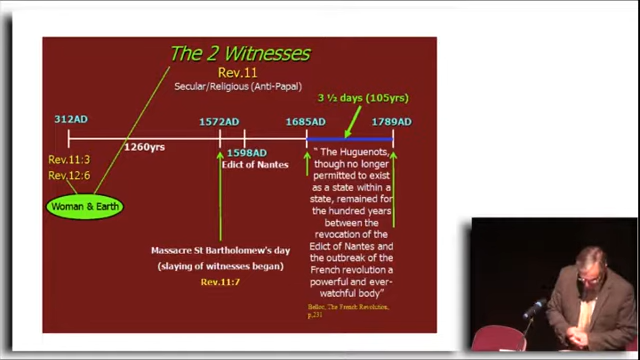 The 2 Witnesses
Rev.11
Secular/Religious (Anti-Papal)
3 ½ days (105yrs)
312AD
1572AD
1685AD
1789AD
1260yrs
1598AD
Edict of Nantes
Rev.11:3
Rev.12:6
Woman & Earth
" The Huguenots,
though no longer
permitted to exist
as a state within a
state, remained for
the hundred years
between the
revocation of the
Edict of Nantes and
the outbreak of the
French revolution a
powerful and ever-
watchful body"
Belloc, The French Revolution,
p,231
Massacre St Bartholomew's day
(slaying of witnesses began)
Rev.11:7